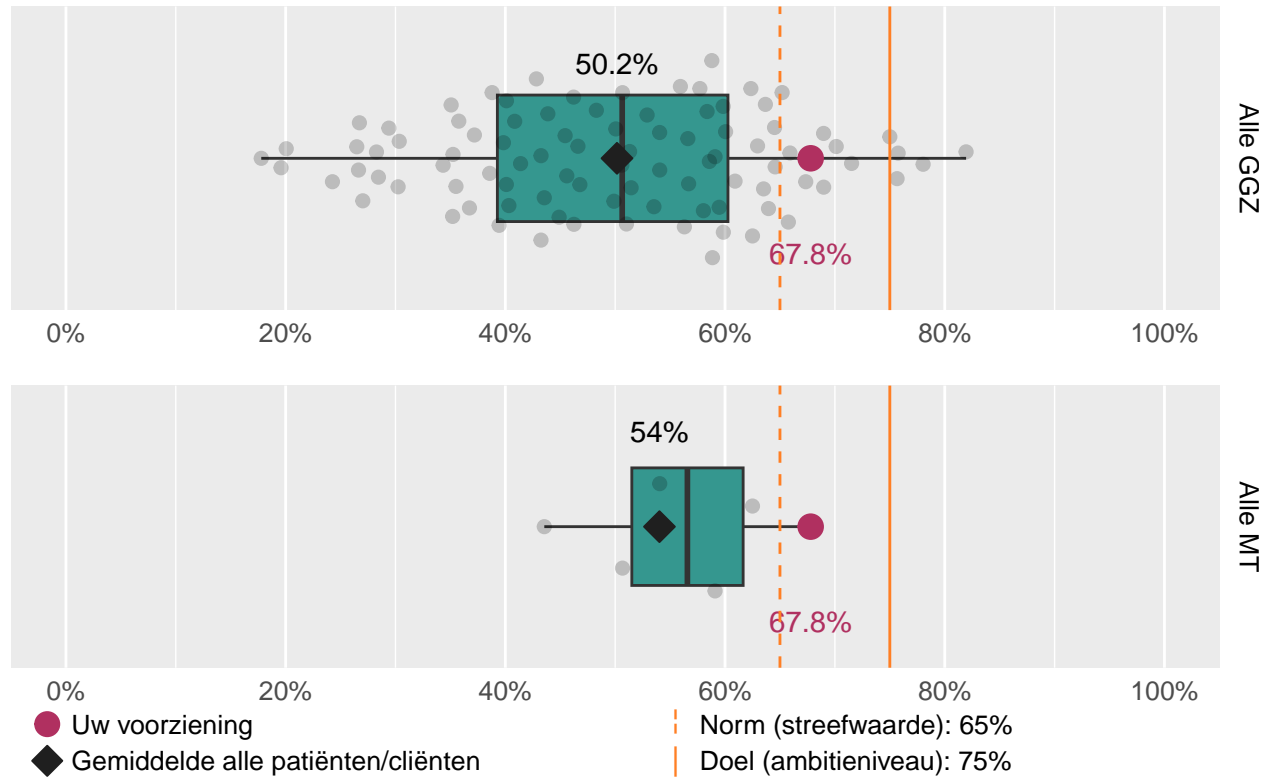 50.2%
67.8%
Alle GGZ
0% 20% 40% 60% 80% 100%
54%
67.8%
Alle MT
0% 20% 40% 60% 80% 100%
Uw voorziening
Gemiddelde alle patiënten/cliënten
Norm (streefwaarde): 65%
Doel (ambitieniveau): 75%